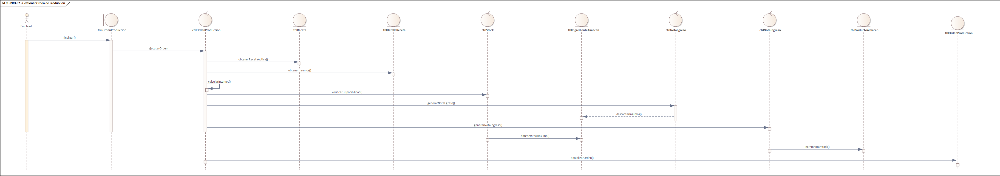 sd CU-PRO-02 - Gestionar Orden de Producción
Empleado
frmOrdenProduccion
ctrlOrdenProduccion
tblReceta
tblDetalleReceta
ctrlStock
tblIngredienteAlmacen
ctrlNotaEgreso
ctrlNotaIngreso
tblProductoAlmacen
tblOrdenProduccion
finalizar()
ejecutarOrden()
obtenerRecetaActiva()
obtenerInsumos()
calcularInsumos()
verificarDisponibilidad()
generarNotaEgreso()
descontarInsumos()
generarNotaIngreso()
obtenerStockInsumo()
incrementarStock()
actualizarOrden()